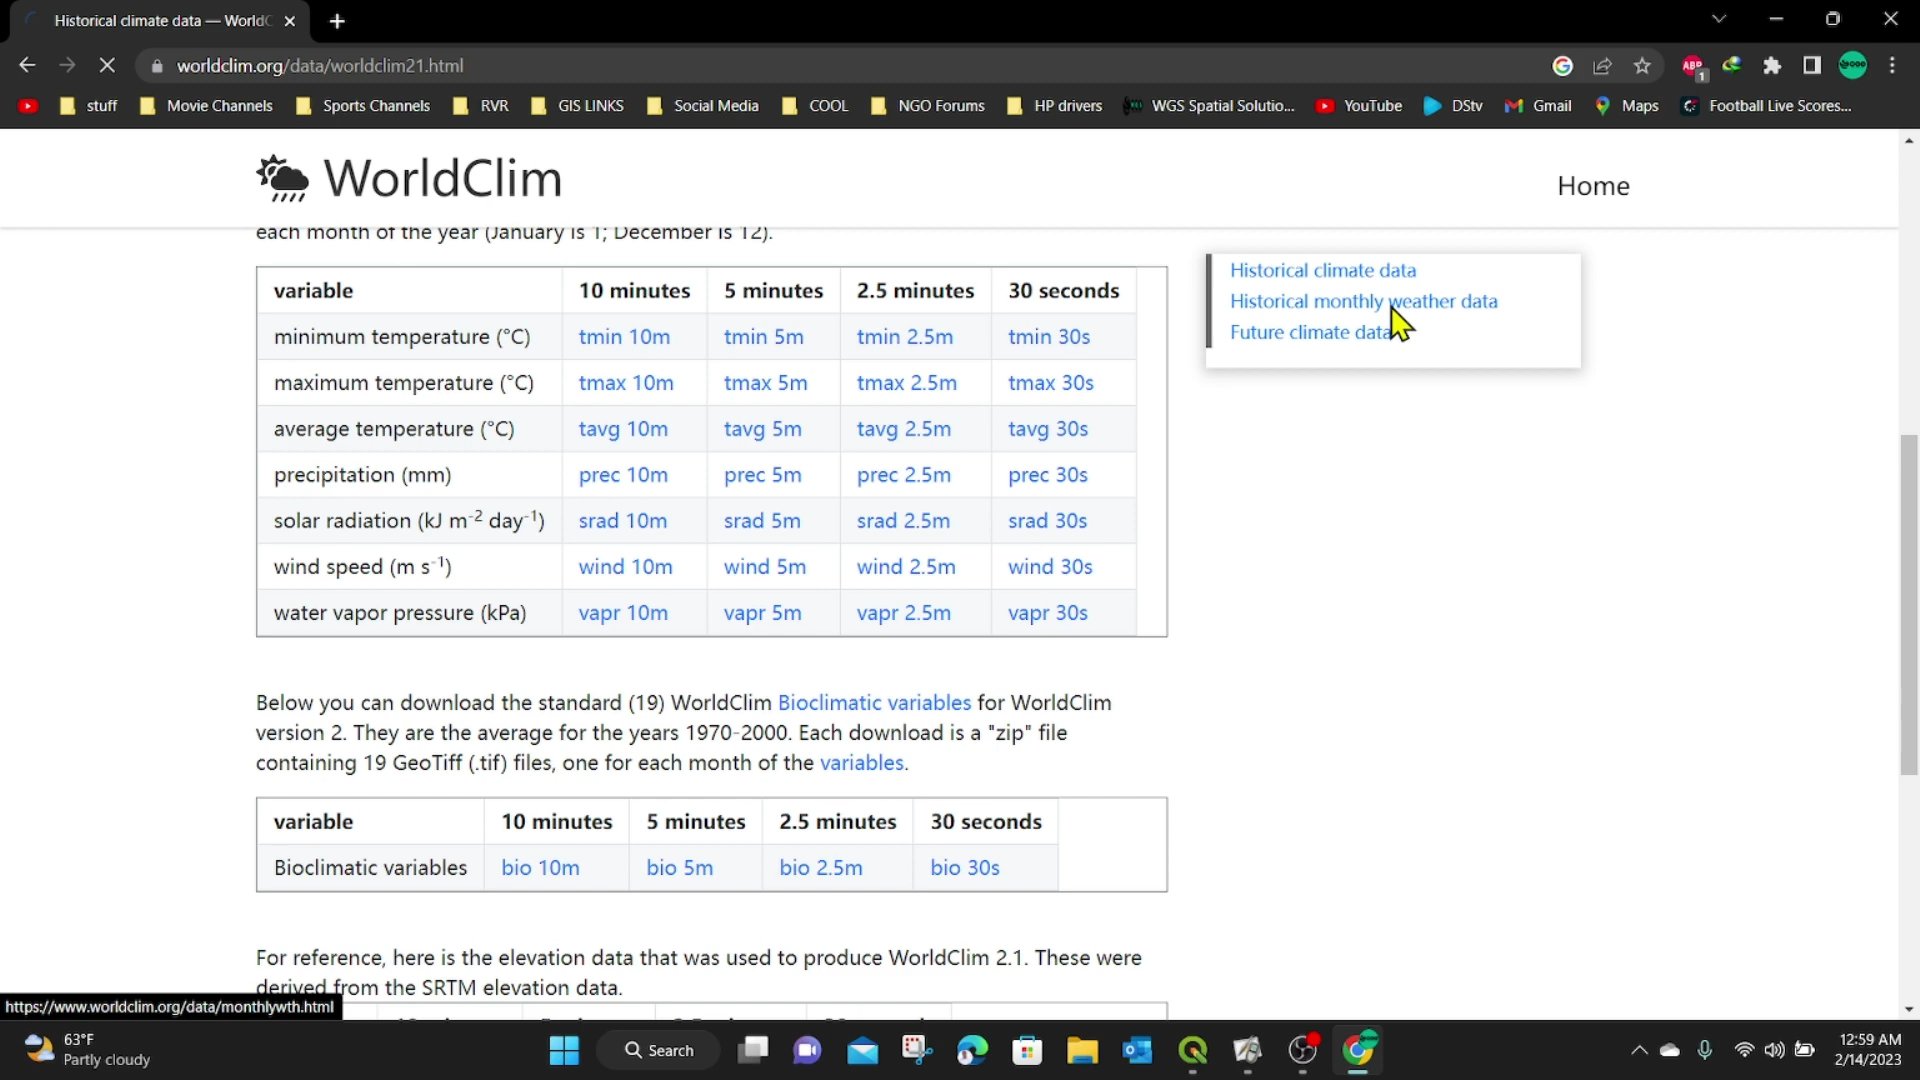 Historical climate data — WorldC
worldclim.org/data/worldclim21.html
ABP
1
stuff
Movie Channels
Sports Channels
RVR
GIS LINKS
Social Media
COOL
NGO Forums
HP drivers
WGS Spatial Solutio...
YouTube
DStv
Gmail
Maps
Football Live Scores...
WorldClim
Home
each month of the year (January is 1; December is 12).
variable 10 minutes 5 minutes 2.5 minutes 30 seconds
minimum temperature (°C) tmin 10m tmin 5m tmin 2.5m tmin 30s
maximum temperature (°C) tmax 10m tmax 5m tmax 2.5m tmax 30s
average temperature (°C) tavg 10m tavg 5m tavg 2.5m tavg 30s
precipitation (mm) prec 10m prec 5m prec 2.5m prec 30s
solar radiation (kJ m-2 day-1) srad 10m srad 5m srad 2.5m srad 30s
wind speed (m s-1) wind 10m wind 5m wind 2.5m wind 30s
water vapor pressure (kPa) vapr 10m vapr 5m vapr 2.5m vapr 30s
Historical climate data
Historical monthly weather data
Future climate data
Below you can download the standard (19) WorldClim Bioclimatic variables for WorldClim
version 2. They are the average for the years 1970-2000. Each download is a "zip" file
containing 19 GeoTiff (.tif) files, one for each month of the variables.
variable 10 minutes 5 minutes 2.5 minutes 30 seconds
Bioclimatic variables bio 10m bio 5m bio 2.5m bio 30s
For reference, here is the elevation data that was used to produce WorldClim 2.1. These were
derived from the SRTM elevation data.
https://www.worldclim.org/data/monthlywth.html
63°F
Partly cloudy
Search
12:59 AM
2/14/2023